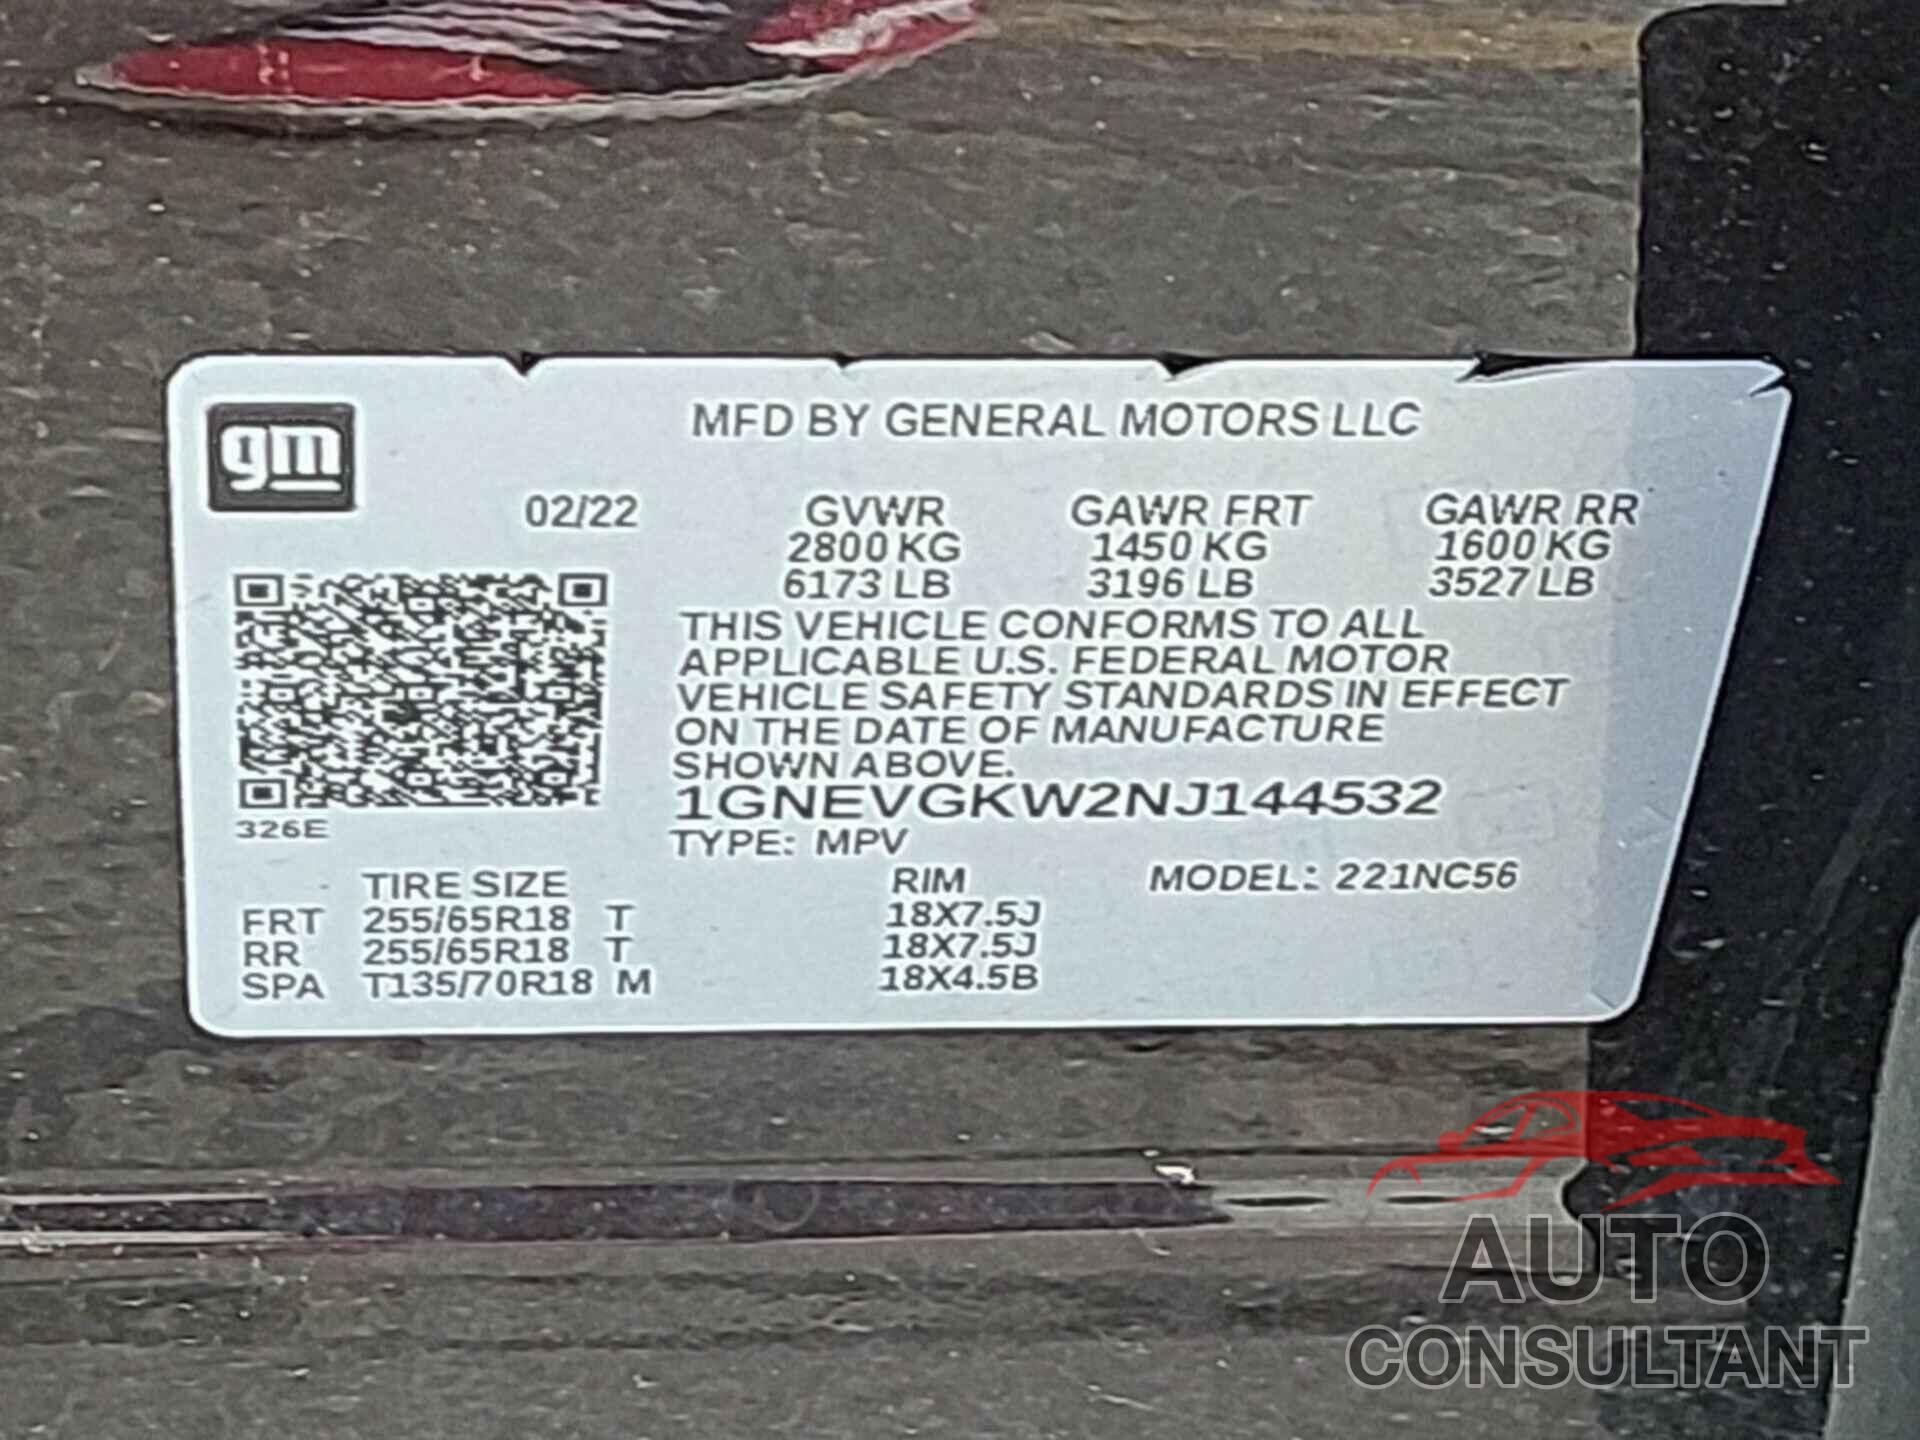 gm
MFD BY GENERAL MOTORS LLC
02/22 GVWR GAWR FRT GAWR RR
2800 KG 1450 KG 1600 KG
6173 LB 3196 LB 3527 LB
THIS VEHICLE CONFORMS TO ALL
APPLICABLE U.S. FEDERAL MOTOR
VEHICLE SAFETY STANDARDS IN EFFECT
ON THE DATE OF MANUFACTURE
SHOWN ABOVE.
1GNEVGKW2NJ144532
326E
TYPE: MPV
TIRE SIZE RIM MODEL: 221NC56
FRT 255/65R18 T 18X7.5J
RR 255/65R18 T 18X7.5J
SPA T135/70R18 M 18X4.5B
AUTO
CONSULTANT